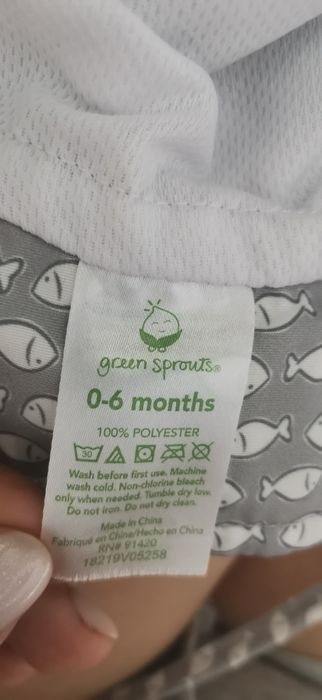 green sprouts®
0-6 months
100% POLYESTER
30
Wash before first use. Machine
wash cold. Non-chlorine bleach
only when needed. Tumble dry low.
Do not iron. Do not dry clean.
Made in China
Fabriqué en Chine/Hecho en China
RN# 91420
18219V05258